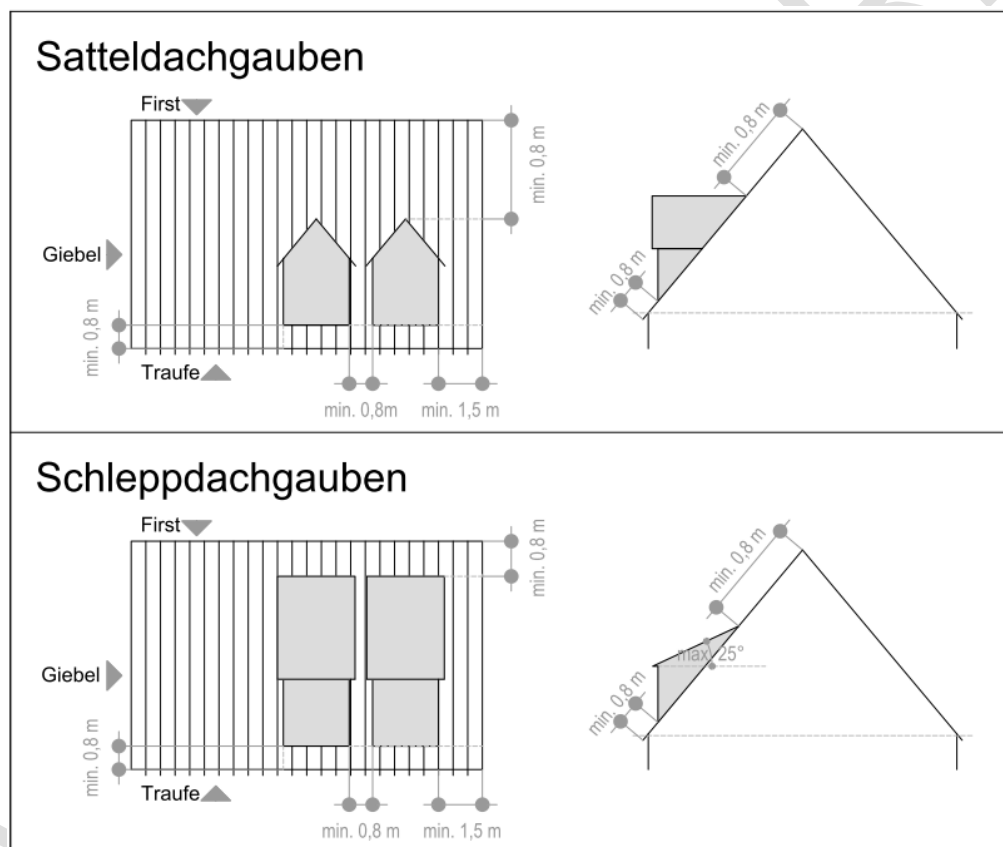 Satteldachgauben
First
min. 0,8 m
Giebel
min. 0,8 m
Traufe
min. 0,8m
min. 1,5 m
min. 0,8 m
min. 0,8 m
Schleppdachgauben
First
min. 0,8 m
Giebel
min. 0,8 m
Traufe
min. 0,8 m
min. 1,5 m
min. 0,8 m
max. 25°
min. 0,8 m